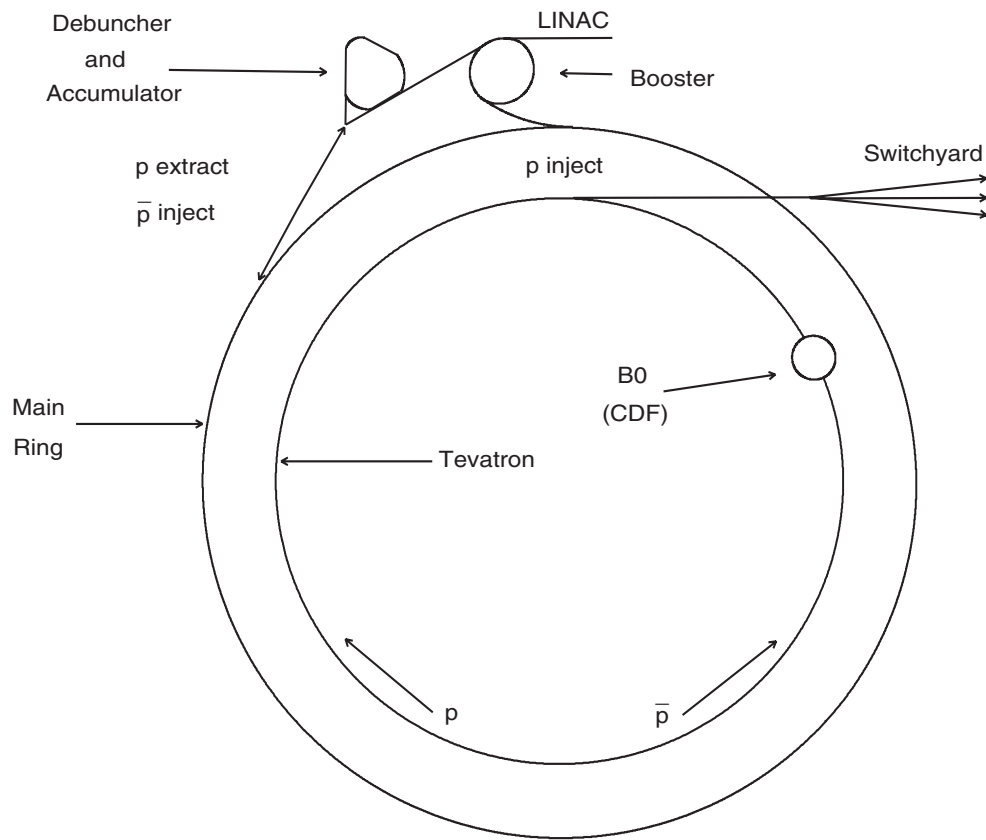 Debuncher
and
Accumulator
LINAC
Booster
p extract
p̅ inject
p inject
Switchyard
B0
(CDF)
Main
Ring
Tevatron
p
p̅